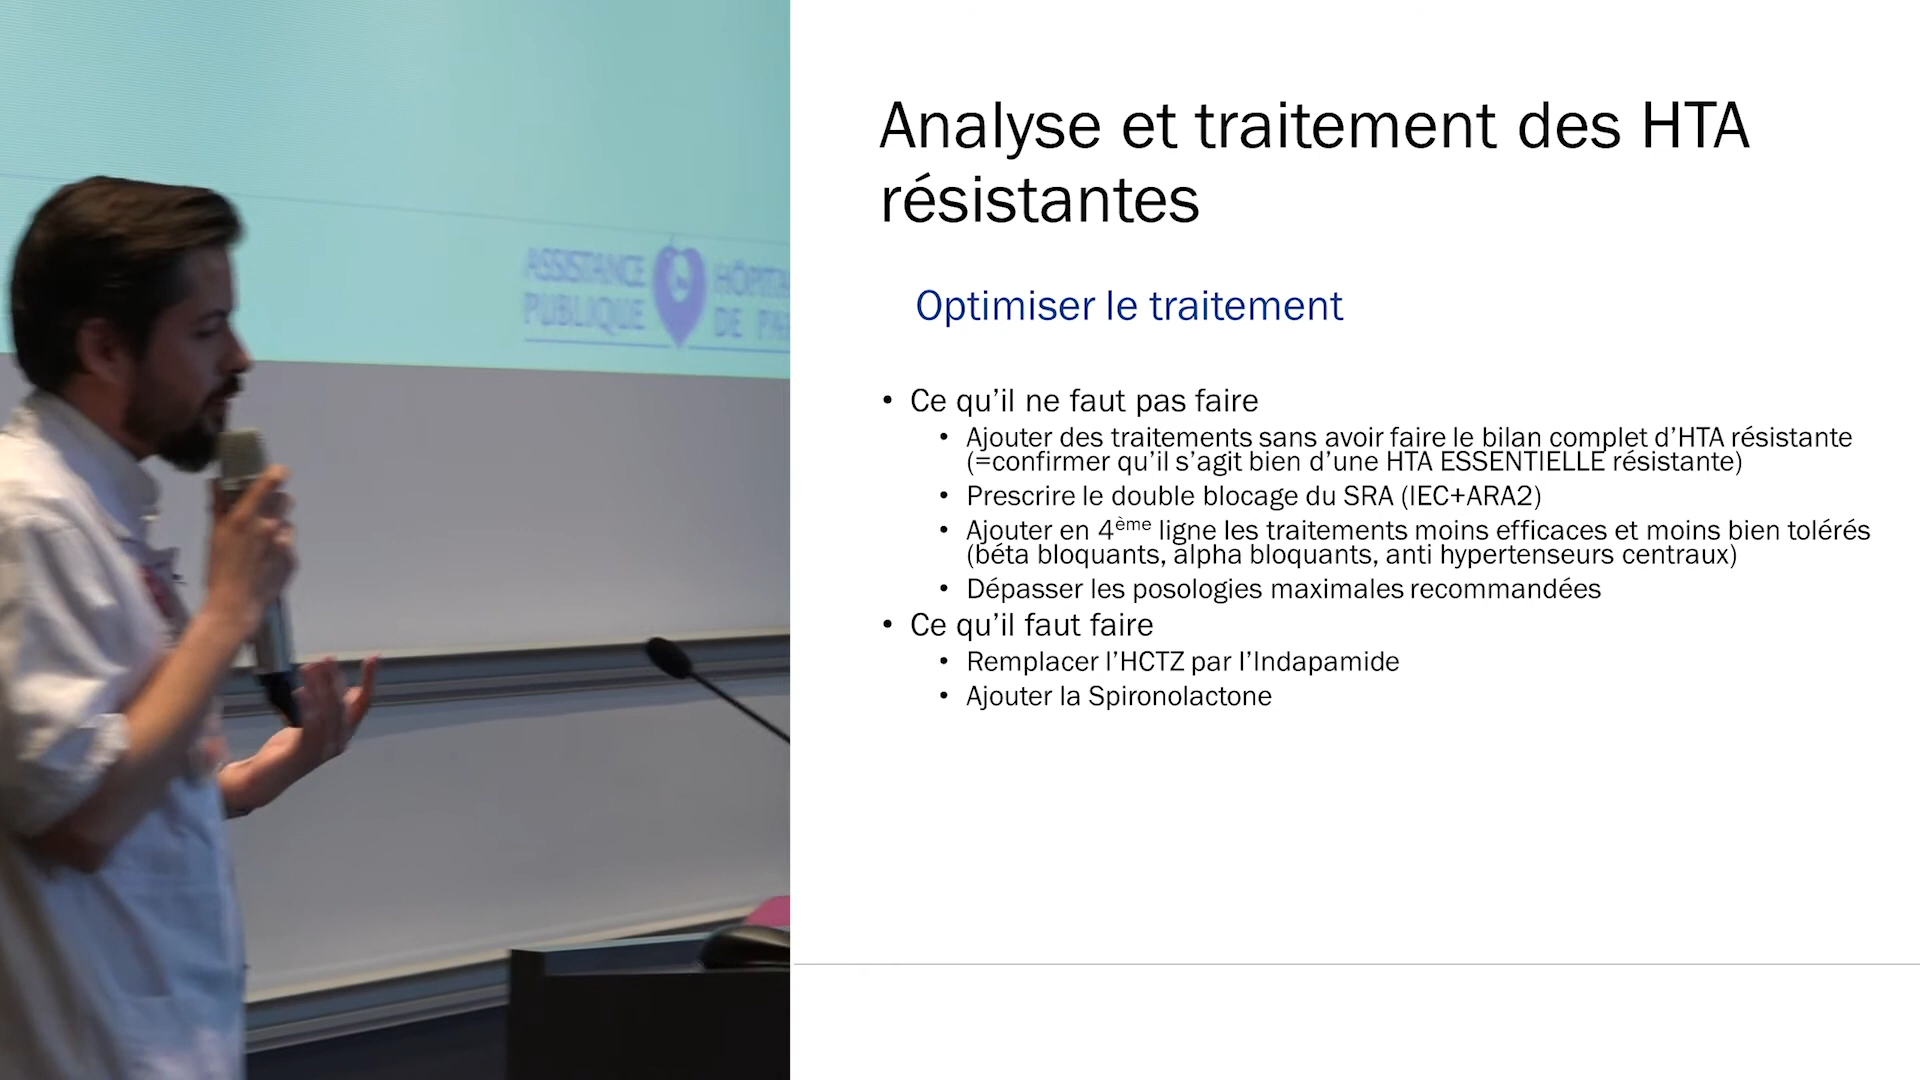 ASSISTANCE
PUBLIQUE
HÔPITA
DE PA
Analyse et traitement des HTA
résistantes
Optimiser le traitement
• Ce qu’il ne faut pas faire
• Ajouter des traitements sans avoir faire le bilan complet d’HTA résistante
(=confirmer qu’il s’agit bien d’une HTA ESSENTIELLE résistante)
• Prescrire le double blocage du SRA (IEC+ARA2)
• Ajouter en 4ème ligne les traitements moins efficaces et moins bien tolérés
(béta bloquants, alpha bloquants, anti hypertenseurs centraux)
• Dépasser les posologies maximales recommandées
• Ce qu’il faut faire
• Remplacer l’HCTZ par l’Indapamide
• Ajouter la Spironolactone